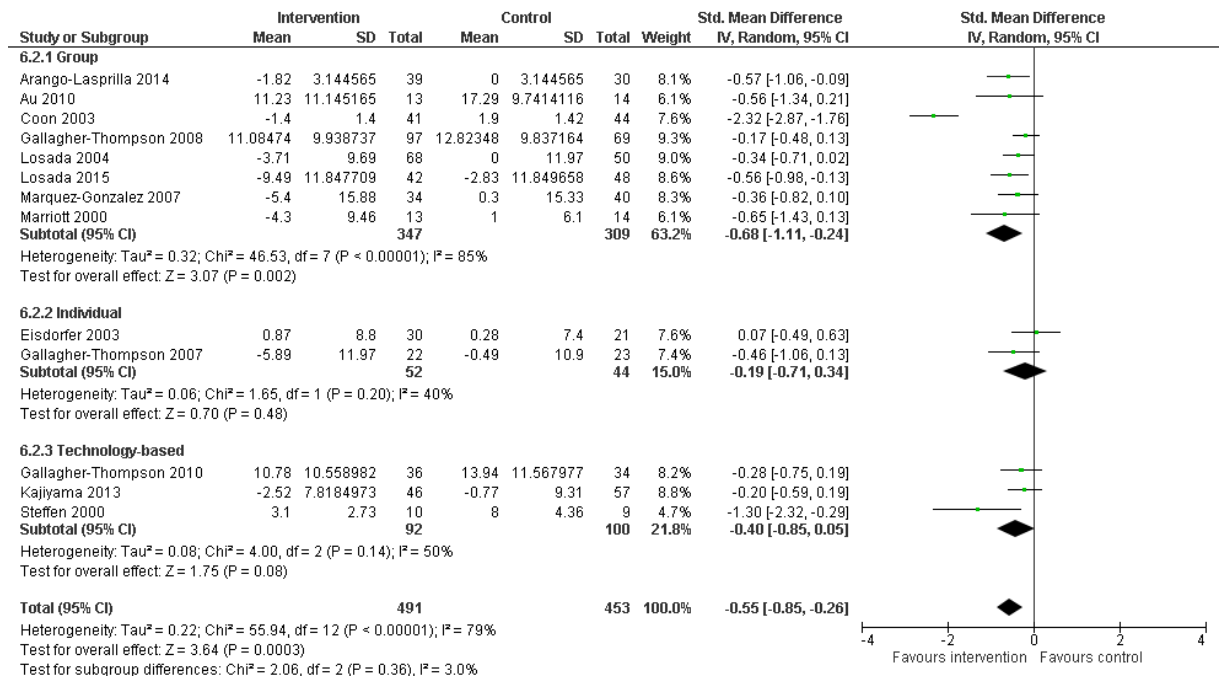 Intervention Control Std. Mean Difference Std. Mean Difference
Study or Subgroup Mean SD Total Mean SD Total Weight IV, Random, 95% CI IV, Random, 95% CI
6.2.1 Group
Arango-Lasprilla 2014 -1.82 3.144565 39 0 3.144565 30 8.1% -0.57 [-1.06, -0.09]
Au 2010 11.23 11.145165 13 17.29 9.7414116 14 6.1% -0.56 [-1.34, 0.21]
Coon 2003 -1.4 1.4 41 1.9 1.42 44 7.6% -2.32 [-2.87, -1.76]
Gallagher-Thompson 2008 11.08474 9.938737 97 12.82348 9.837164 69 9.4% -0.17 [-0.48, 0.13]
Losada 2004 -3.71 9.69 68 0 11.97 50 9.0% -0.34 [-0.71, 0.02]
Losada 2015 -9.49 11.847709 42 -2.83 11.849658 48 8.6% -0.56 [-0.98, -0.13]
Marquez-Gonzalez 2007 -5.4 15.88 34 0.3 15.33 40 8.3% -0.36 [-0.82, 0.10]
Marriott 2000 -4.3 9.46 13 1 6.1 14 6.1% -0.65 [-1.43, 0.13]
Subtotal (95% CI) 347 309 63.2% -0.68 [-1.11, -0.24]
Heterogeneity: Tau² = 0.32; Chi² = 46.53, df = 7 (P < 0.00001); I² = 85%
Test for overall effect: Z = 3.07 (P = 0.002)
6.2.2 Individual
Eisdorfer 2003 0.87 8.8 30 0.28 7.4 21 7.6% 0.07 [-0.49, 0.63]
Gallagher-Thompson 2007 -5.89 11.97 22 -0.49 10.9 23 7.4% -0.46 [-1.06, 0.13]
Subtotal (95% CI) 52 44 15.0% -0.19 [-0.71, 0.34]
Heterogeneity: Tau² = 0.06; Chi² = 1.65, df = 1 (P = 0.20); I² = 40%
Test for overall effect: Z = 0.70 (P = 0.48)
6.2.3 Technology-based
Gallagher-Thompson 2010 10.78 10.558982 36 13.94 11.567977 34 8.2% -0.28 [-0.75, 0.19]
Kajiyama 2013 -2.52 7.8184973 46 -0.77 9.31 57 8.8% -0.20 [-0.59, 0.19]
Steffen 2000 3.1 2.73 10 8 4.36 9 4.7% -1.30 [-2.32, -0.29]
Subtotal (95% CI) 92 100 21.8% -0.40 [-0.85, 0.05]
Heterogeneity: Tau² = 0.08; Chi² = 4.00, df = 2 (P = 0.14); I² = 50%
Test for overall effect: Z = 1.75 (P = 0.08)
Total (95% CI) 491 453 100.0% -0.55 [-0.85, -0.26]
Heterogeneity: Tau² = 0.22; Chi² = 55.94, df = 12 (P < 0.00001); I² = 79%
Test for overall effect: Z = 3.64 (P = 0.0003)
Test for subgroup differences: Chi² = 2.06, df = 2 (P = 0.36), I² = 3.0%
-4 -2 0 2 4
Favours intervention Favours control